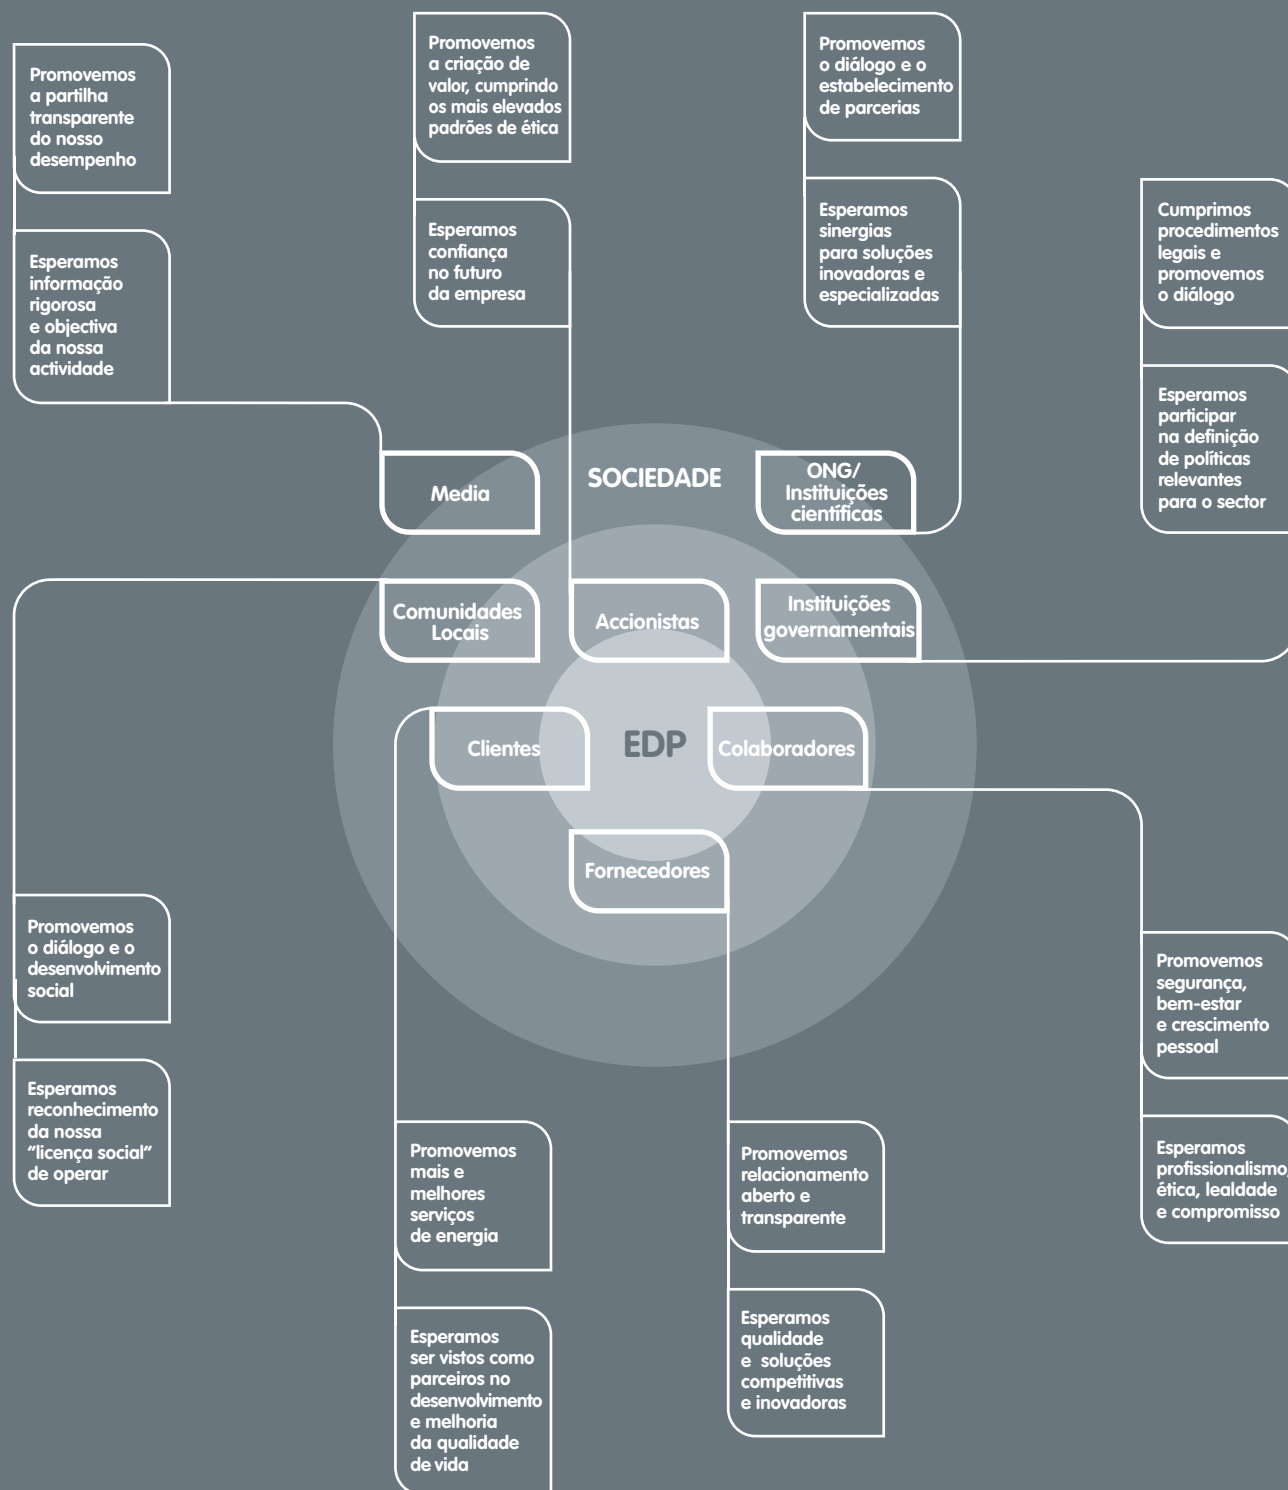 Promovemos
a partilha
transparente
do nosso
desempenho
Esperamos
informação
rigorosa
e objectiva
da nossa
actividade
Promovemos
a criação de
valor, cumprindo
os mais elevados
padrões de ética
Esperamos
confiança
no futuro
da empresa
Promovemos
o diálogo e o
estabelecimento
de parcerias
Esperamos
sinergias
para soluções
inovadoras e
especializadas
Cumprimos
procedimentos
legais e
promovemos
o diálogo
Esperamos
participar
na definição
de políticas
relevantes
para o sector
Media
SOCIEDADE
ONG/
Instituições
científicas
Comunidades
Locais
Accionistas
Instituições
governamentais
Clientes
EDP
Colaboradores
Fornecedores
Promovemos
o diálogo e o
desenvolvimento
social
Esperamos
reconhecimento
da nossa
“licença social”
de operar
Promovemos
mais e
melhores
serviços
de energia
Esperamos
ser vistos como
parceiros no
desenvolvimento
e melhoria
da qualidade
de vida
Promovemos
relacionamento
aberto e
transparente
Esperamos
qualidade
e soluções
competitivas
e inovadoras
Promovemos
segurança,
bem-estar
e crescimento
pessoal
Esperamos
profissionalismo,
ética, lealdade
e compromisso